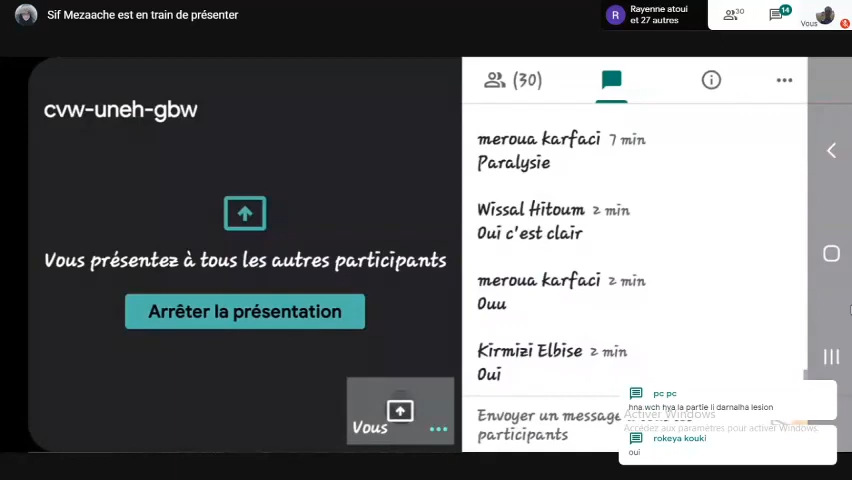 Sif Mezaache est en train de présenter
R
Rayenne atoui
et 27 autres
30
14
Vous
cvw-uneh-gbw
(30)
Vous présentez à tous les autres participants
Arrêter la présentation
Vous
meroua karfaci 7 min
Paralysie
Wissal Hitoum 2 min
Oui c'est clair
meroua karfaci 2 min
Ouu
Kirmizi Elbise 2 min
Oui
Envoyer un message
participants
pc pc
hna wch hya la partie li darnalha lesion
Activer Windows
Accédez aux paramètres pour activer Windows.
rokeya kouki
oui